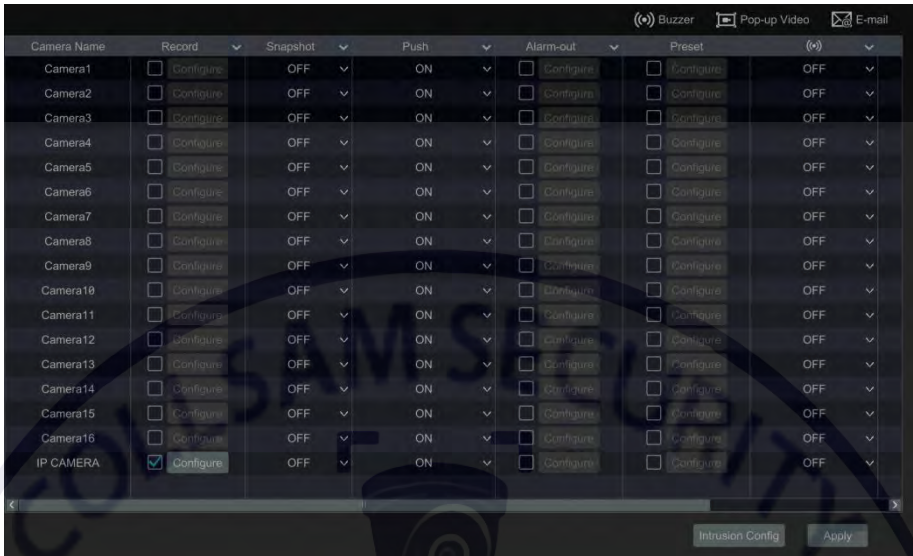 ((•)) Buzzer Pop-up Video E-mail
Camera Name Record Snapshot Push Alarm-out Preset ((•))
Camera1 Configure OFF ON Configure Configure OFF
Camera2 Configure OFF ON Configure Configure OFF
Camera3 Configure OFF ON Configure Configure OFF
Camera4 Configure OFF ON Configure Configure OFF
Camera5 Configure OFF ON Configure Configure OFF
Camera6 Configure OFF ON Configure Configure OFF
Camera7 Configure OFF ON Configure Configure OFF
Camera8 Configure OFF ON Configure Configure OFF
Camera9 Configure OFF ON Configure Configure OFF
Camera10 Configure OFF ON Configure Configure OFF
Camera11 Configure OFF ON Configure Configure OFF
Camera12 Configure OFF ON Configure Configure OFF
Camera13 Configure OFF ON Configure Configure OFF
Camera14 Configure OFF ON Configure Configure OFF
Camera15 Configure OFF ON Configure Configure OFF
Camera16 Configure OFF ON Configure Configure OFF
IP CAMERA Configure OFF ON Configure Configure OFF
Intrusion Config Apply
COLLSAM SECURITY